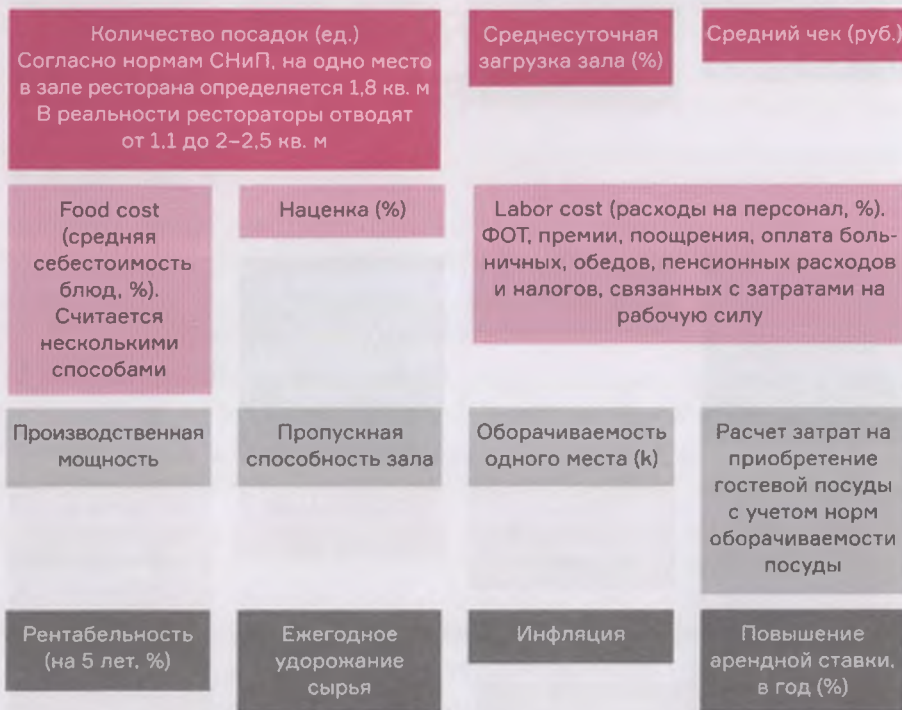 Количество посадок (ед.)
Согласно нормам СНиП, на одно место
в зале ресторана определяется 1,8 кв. м
В реальности рестораторы отводят
от 1,1 до 2–2,5 кв. м
Среднесуточная
загрузка зала (%)
Средний чек (руб.)
Food cost
(средняя
себестоимость
блюд, %).
Считается
несколькими
способами
Наценка (%)
Labor cost (расходы на персонал, %).
ФОТ, премии, поощрения, оплата боль-
ничных, обедов, пенсионных расходов
и налогов, связанных с затратами на
рабочую силу
Производственная
мощность
Пропускная
способность зала
Оборачиваемость
одного места (k)
Расчет затрат на
приобретение
гостевой посуды
с учетом норм
оборачиваемости
посуды
Рентабельность
(на 5 лет, %)
Ежегодное
удорожание
сырья
Инфляция
Повышение
арендной ставки,
в год (%)